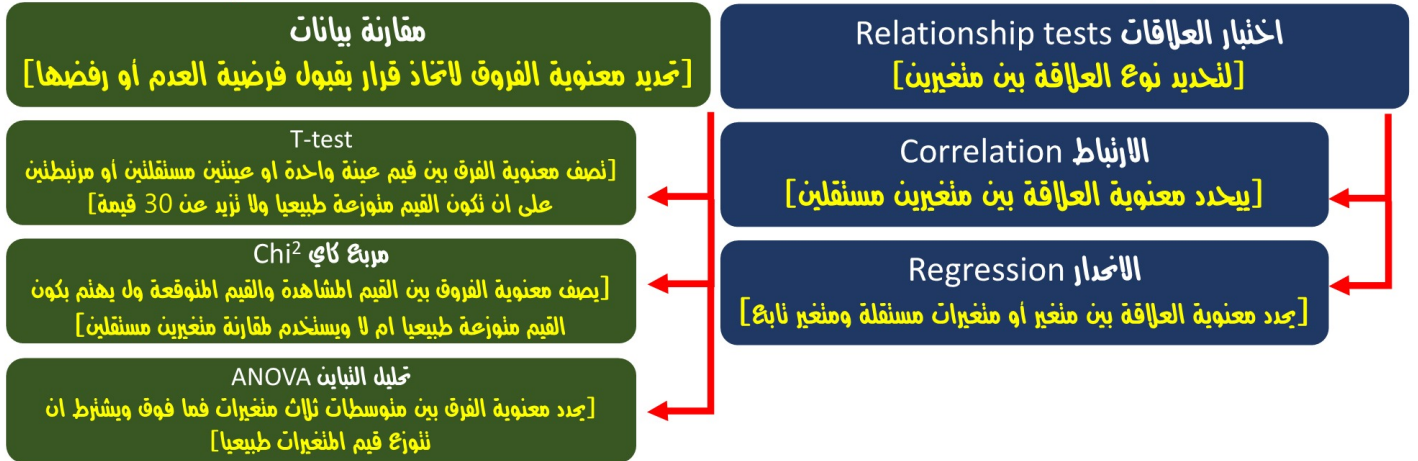 اختبار العلاقات Relationship tests
[لتحديد نوع العلاقة بين متغيرين]
الارتباط Correlation
[ييحدد معنوية العلاقة بين متغيرين مستقلين]
الانحدار Regression
[يحدد معنوية العلاقة بين متغير أو متغيرات مستقلة ومتغير تابع]
مقارنة بيانات
[تحديد معنوية الفروق لاتخاذ قرار بقبول فرضية العدم أو رفضها]
T-test
[تصف معنوية الفرق بين قيم عينة واحدة او عينتين مستقلتين أو مرتبطتين
على ان تكون القيم متوزعة طبيعيا ولا تزيد عن 30 قيمة]
مربع كاي Chi²
[يصف معنوية الفروق بين القيم المشاهدة والقيم المتوقعة ول يهتم بكون
القيم متوزعة طبيعيا ام لا ويستخدم لمقارنة متغيرين مستقلين]
تحليل التباين ANOVA
[يحدد معنوية الفرق بين متوسطات ثلاث متغيرات فما فوق ويشترط ان
تتوزع قيم المتغيرات طبيعيا]